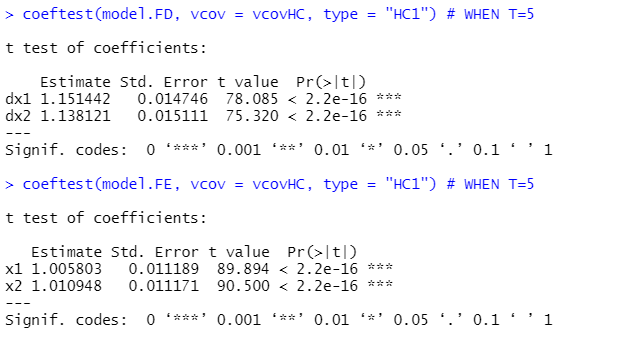 > coeftest(model.FD, vcov = vcovHC, type = "HC1") # WHEN T=5
t test of coefficients:
Estimate Std. Error t value Pr(>|t|)
dx1 1.151442 0.014746 78.085 < 2.2e-16 ***
dx2 1.138121 0.015111 75.320 < 2.2e-16 ***
---
Signif. codes: 0 ‘***’ 0.001 ‘**’ 0.01 ‘*’ 0.05 ‘.’ 0.1 ‘ ’ 1
> coeftest(model.FE, vcov = vcovHC, type = "HC1") # WHEN T=5
t test of coefficients:
Estimate Std. Error t value Pr(>|t|)
x1 1.005803 0.011189 89.894 < 2.2e-16 ***
x2 1.010948 0.011171 90.500 < 2.2e-16 ***
---
Signif. codes: 0 ‘***’ 0.001 ‘**’ 0.01 ‘*’ 0.05 ‘.’ 0.1 ‘ ’ 1